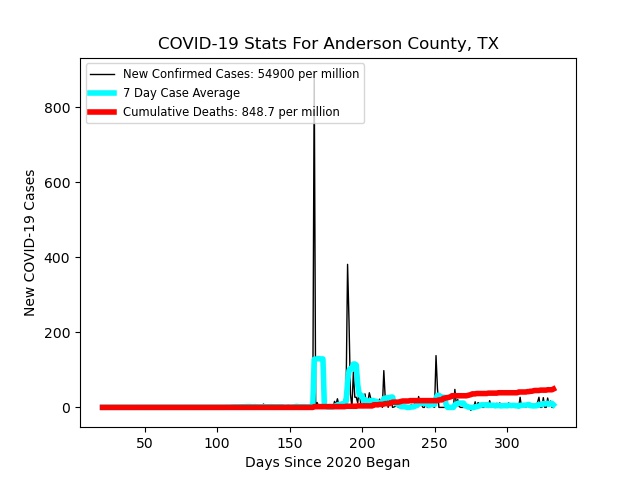 COVID-19 Stats For Anderson County, TX
New Confirmed Cases: 54900 per million
7 Day Case Average
Cumulative Deaths: 848.7 per million
New COVID-19 Cases
800
600
400
200
0
50 100 150 200 250 300
Days Since 2020 Began